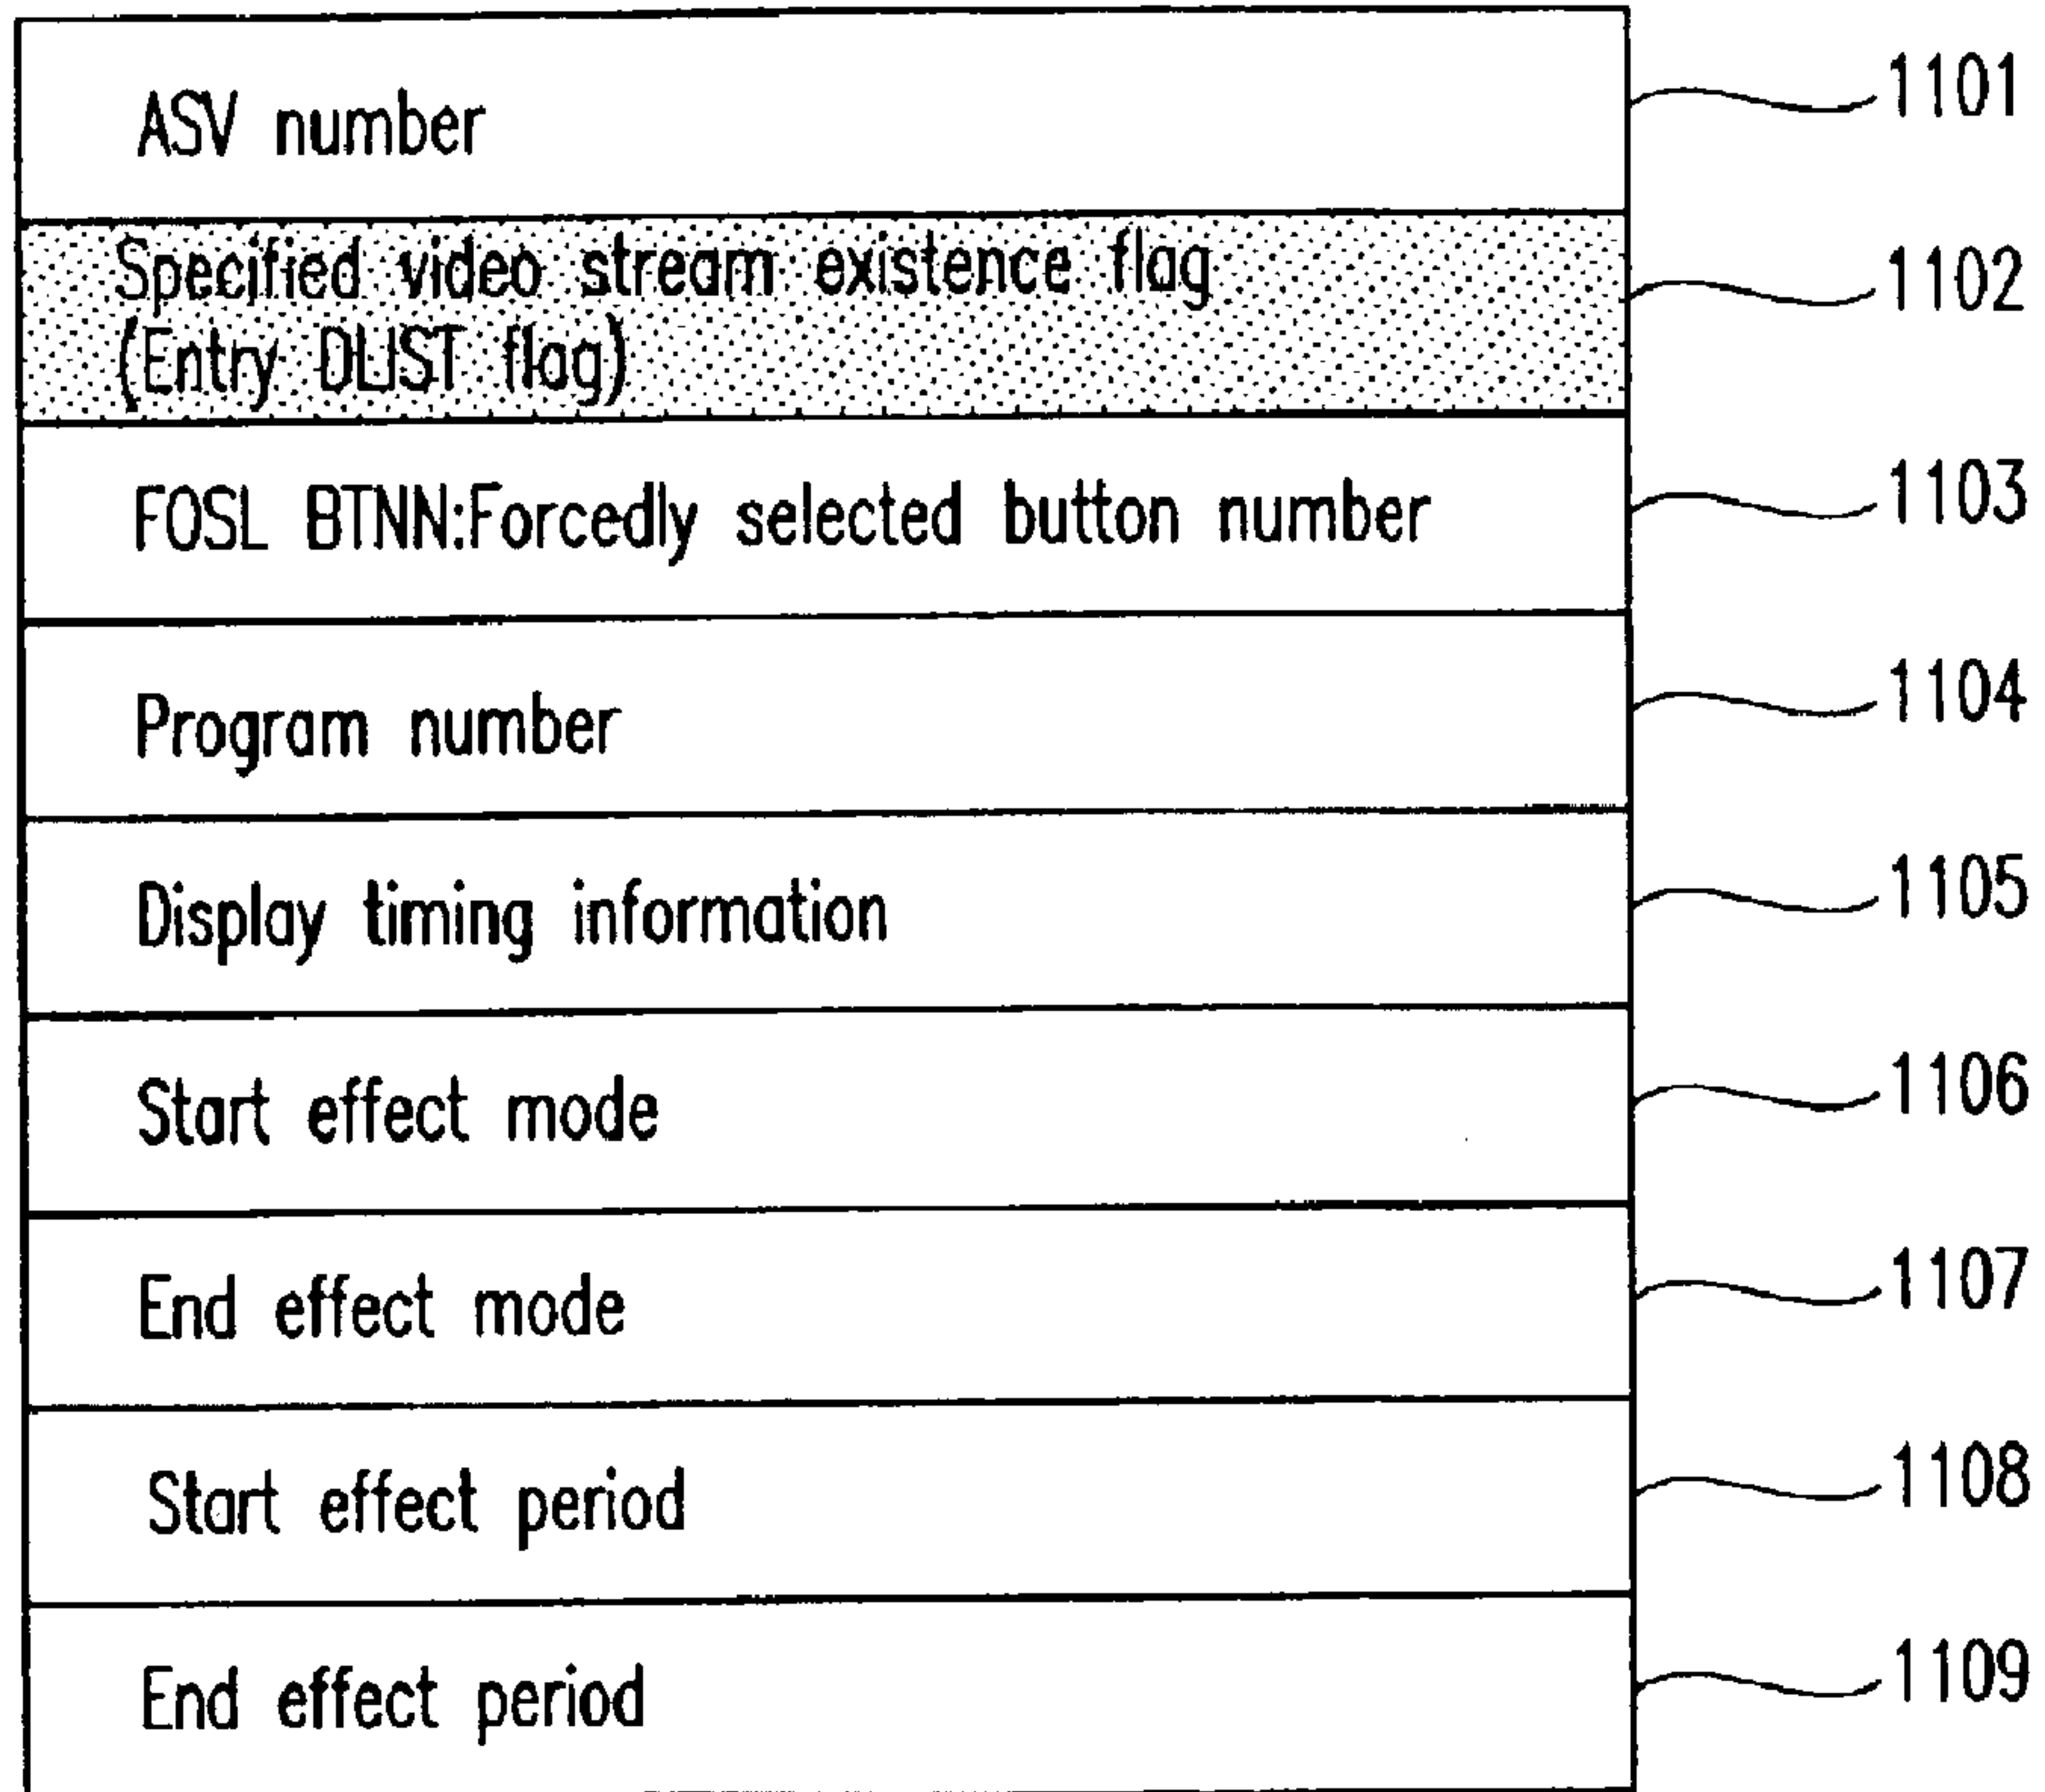 ASV number 1101
Specified video stream existence flag 1102
(Entry DLIST flag)
FOSL BTNN:Forcedly selected button number 1103
Program number 1104
Display timing information 1105
Start effect mode 1106
End effect mode 1107
Start effect period 1108
End effect period 1109